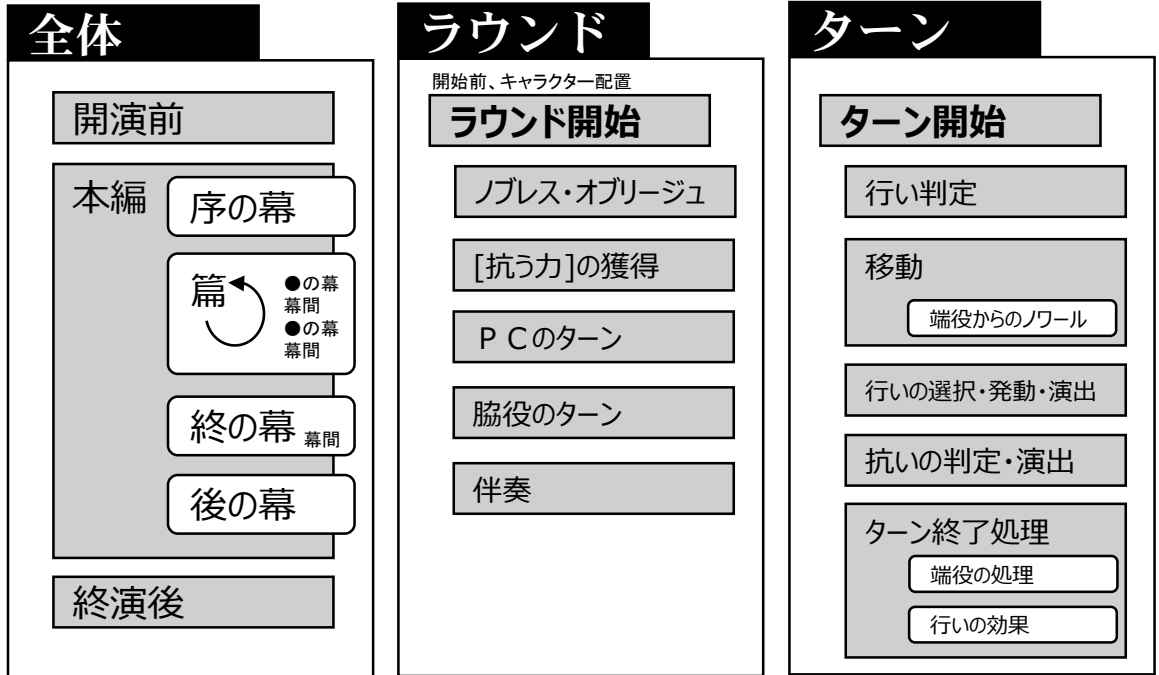 全体
開演前
本編
序の幕
篇
●の幕
幕間
●の幕
幕間
終の幕 幕間
後の幕
終演後
ラウンド
開始前、キャラクター配置
ラウンド開始
ノブレス・オブリージュ
[抗う力]の獲得
ＰＣのターン
脇役のターン
伴奏
ターン
ターン開始
行い判定
移動
端役からのノワール
行いの選択・発動・演出
抗いの判定・演出
ターン終了処理
端役の処理
行いの効果